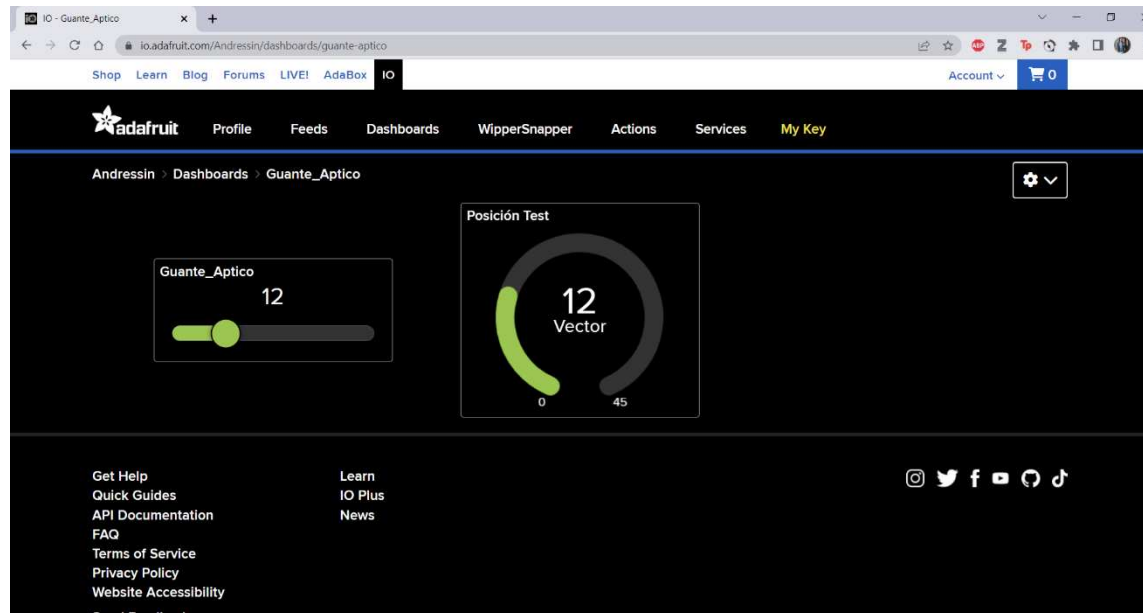 IO - Guante_Aptico
io.adafruit.com/Andressin/dashboards/guante-aptico
Shop Learn Blog Forums LIVE! AdaBox IO Account 0
adafruit Profile Feeds Dashboards WipperSnapper Actions Services My Key
Andressin > Dashboards > Guante_Aptico
Posición Test
Guante_Aptico
12
12
Vector
0 45
Get Help Learn
Quick Guides IO Plus
API Documentation News
FAQ
Terms of Service
Privacy Policy
Website Accessibility